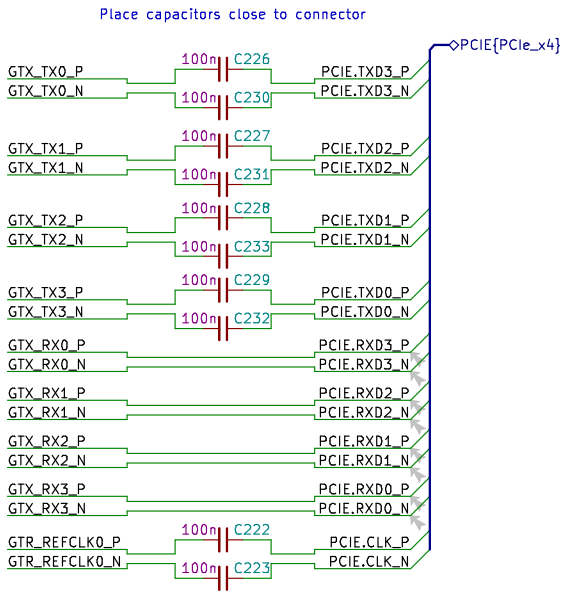 Place capacitors close to connector
PCIE{PCIe_x4}
100n C226
GTX_TX0_P PCIE.TXD3_P
GTX_TX0_N PCIE.TXD3_N
100n C230
100n C227
GTX_TX1_P PCIE.TXD2_P
GTX_TX1_N PCIE.TXD2_N
100n C231
100n C228
GTX_TX2_P PCIE.TXD1_P
GTX_TX2_N PCIE.TXD1_N
100n C233
100n C229
GTX_TX3_P PCIE.TXD0_P
GTX_TX3_N PCIE.TXD0_N
100n C232
GTX_RX0_P PCIE.RXD3_P
GTX_RX0_N PCIE.RXD3_N
GTX_RX1_P PCIE.RXD2_P
GTX_RX1_N PCIE.RXD2_N
GTX_RX2_P PCIE.RXD1_P
GTX_RX2_N PCIE.RXD1_N
GTX_RX3_P PCIE.RXD0_P
GTX_RX3_N PCIE.RXD0_N
100n C222
GTR_REFCLK0_P PCIE.CLK_P
GTR_REFCLK0_N PCIE.CLK_N
100n C223